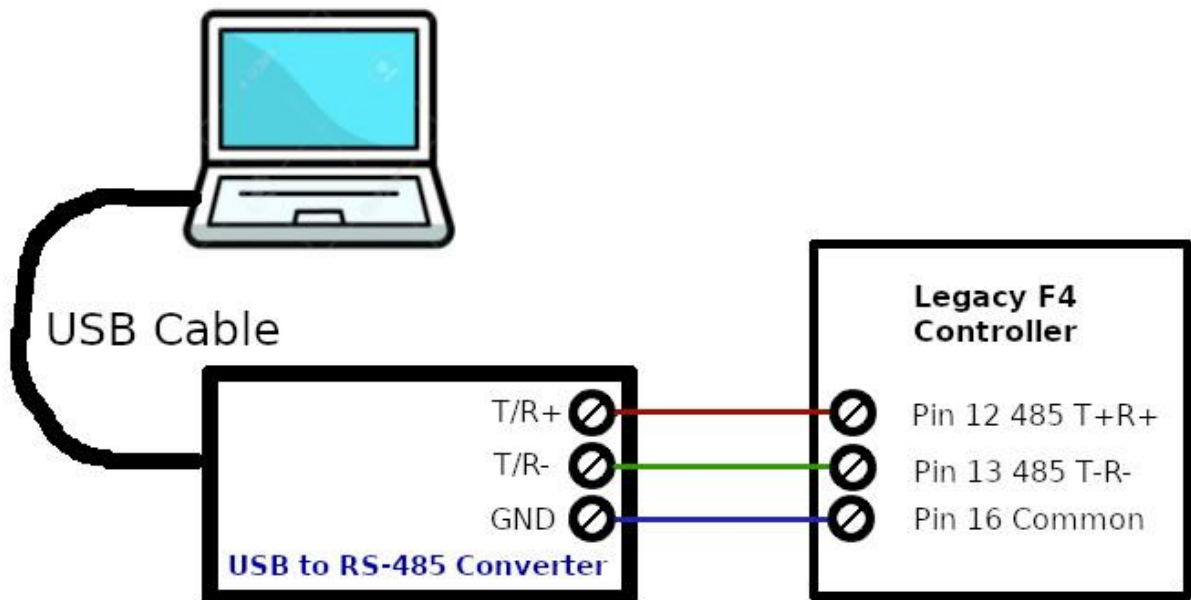 USB Cable
Legacy F4
Controller
T/R+
T/R-
GND
USB to RS-485 Converter
Pin 12 485 T+R+
Pin 13 485 T-R-
Pin 16 Common